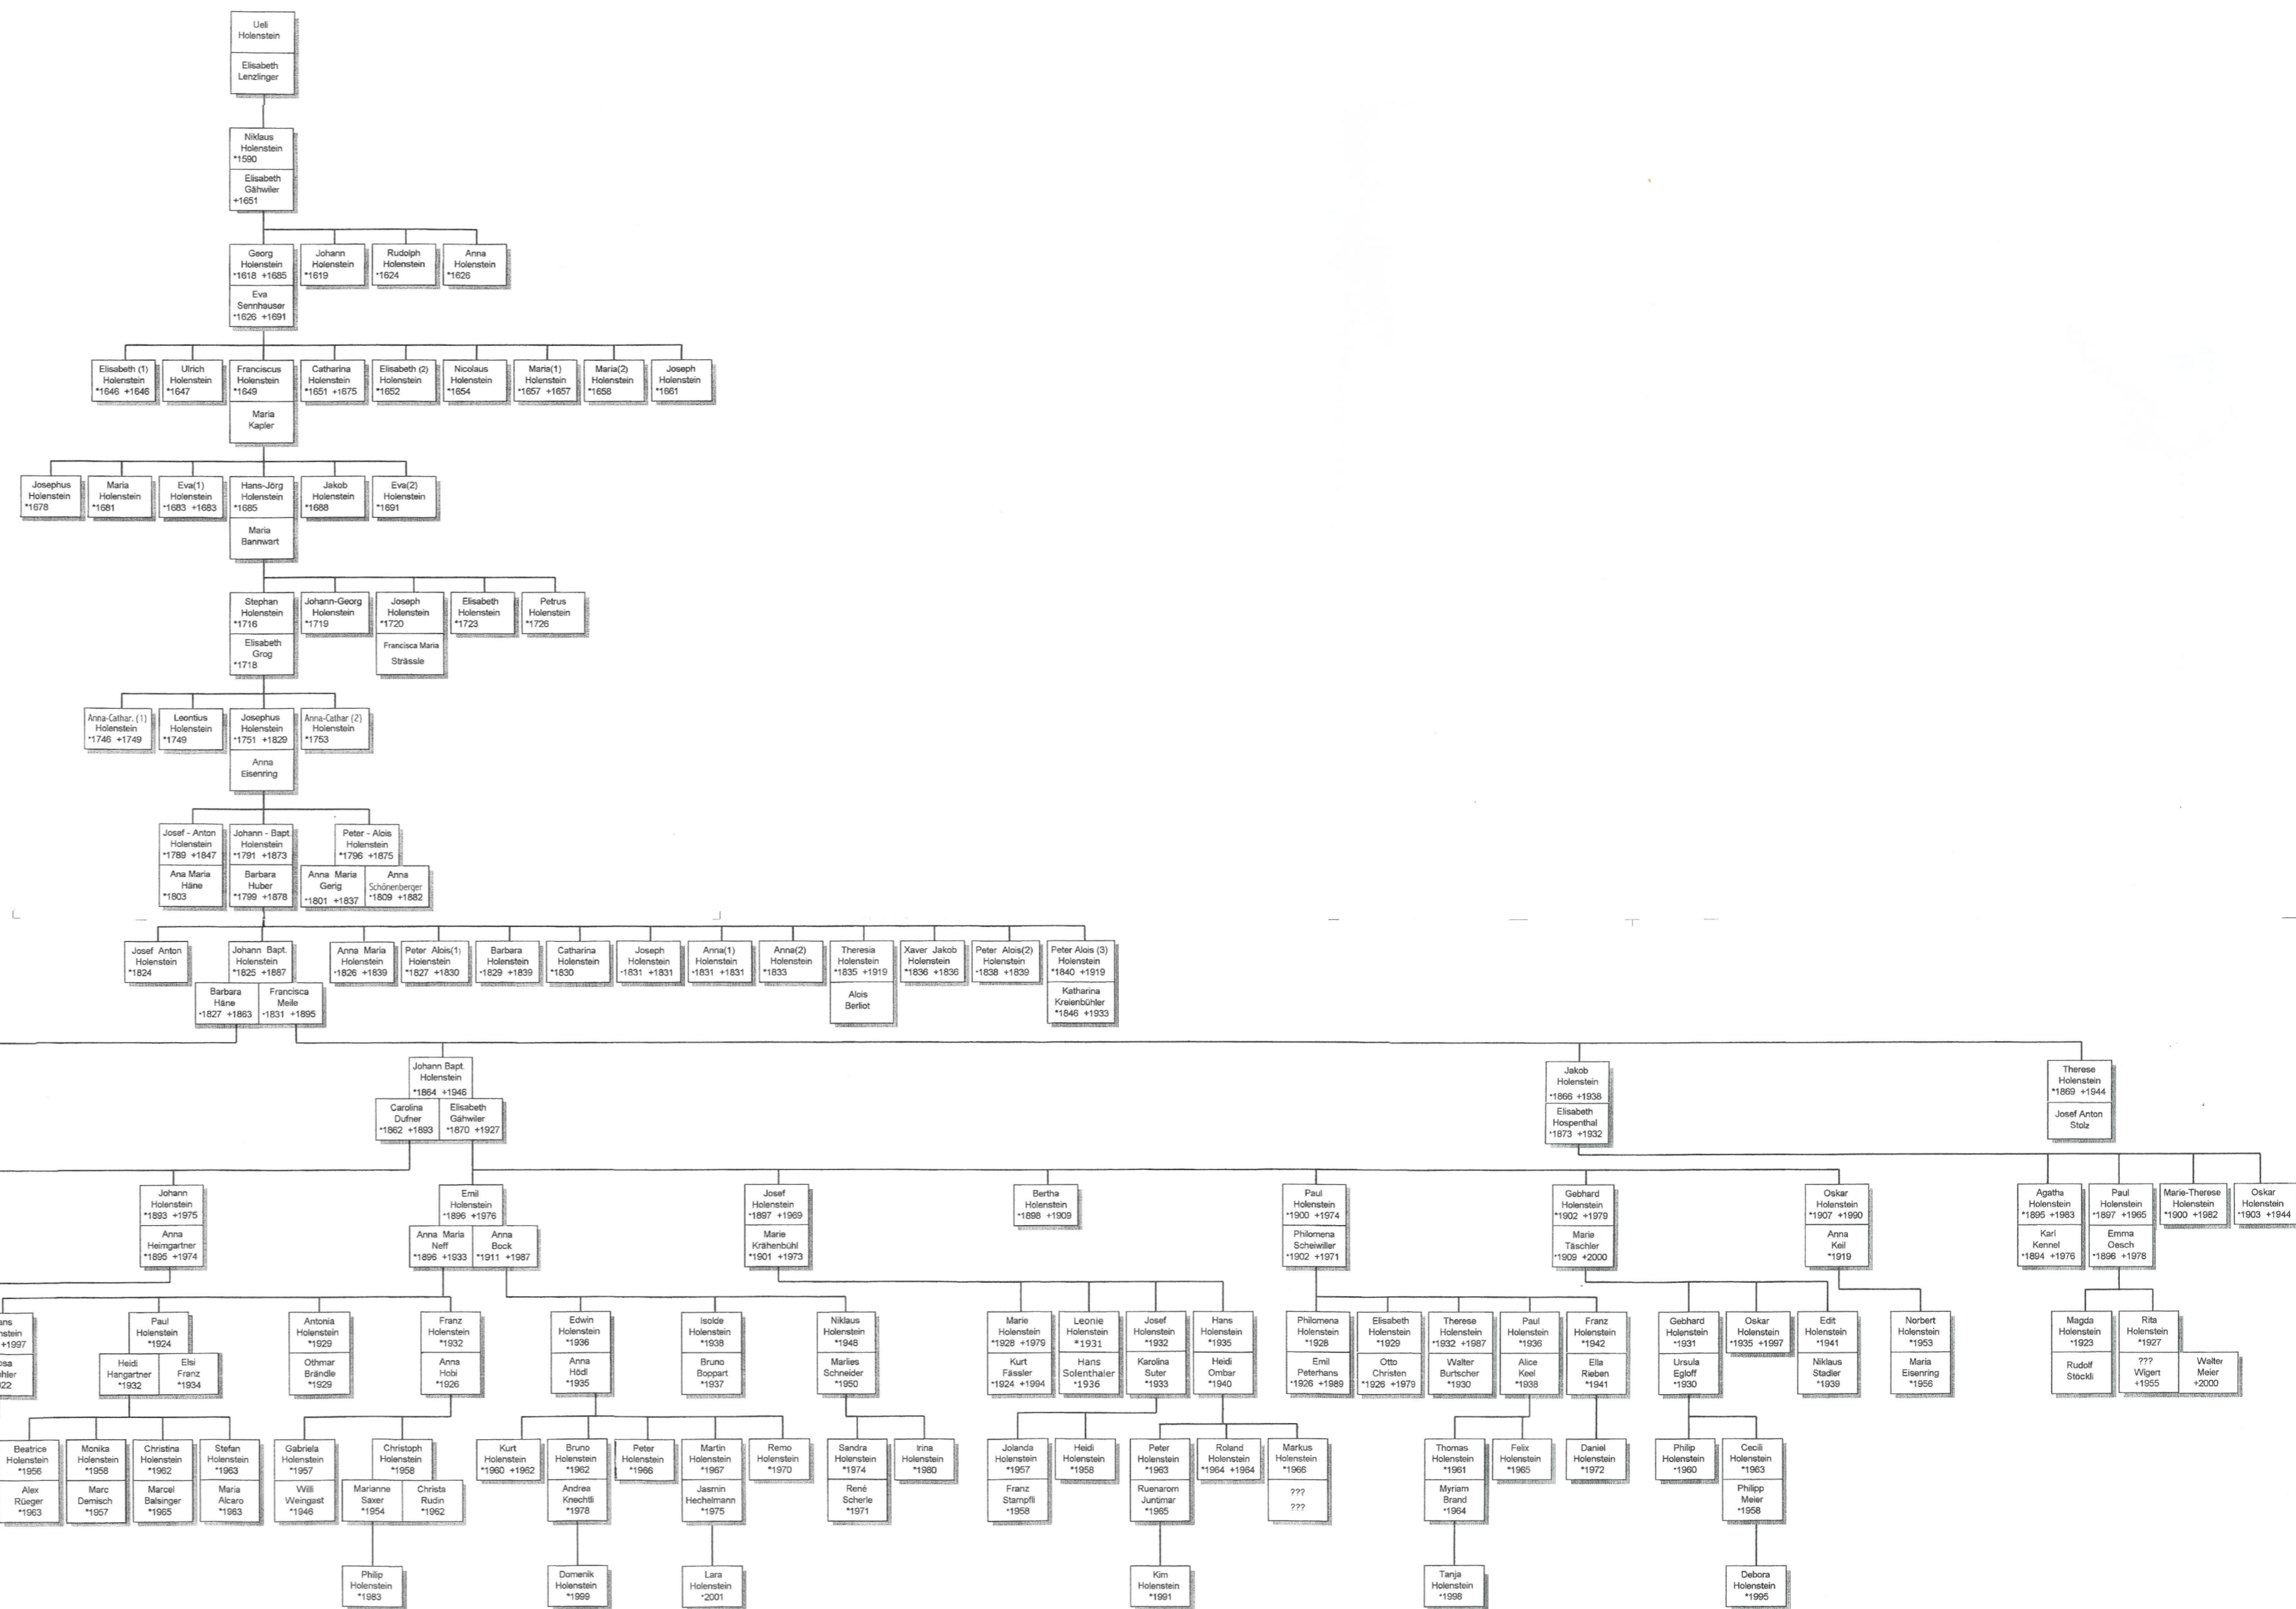 Ueli
Holenstein
Elisabeth
Lenzlinger
Niklaus
Holenstein
*1590
Elisabeth
Gähwiler
+1651
Georg
Holenstein
*1618 +1685
Eva
Sennhauser
*1626 +1691
Johann
Holenstein
*1619
Rudolph
Holenstein
*1624
Anna
Holenstein
*1626
Elisabeth (1)
Holenstein
*1646 +1646
Ulrich
Holenstein
*1647
Franciscus
Holenstein
*1649
Maria
Kapler
Catharina
Holenstein
*1651 +1675
Elisabeth (2)
Holenstein
*1652
Nicolaus
Holenstein
*1654
Maria(1)
Holenstein
*1657 +1657
Maria(2)
Holenstein
*1658
Joseph
Holenstein
*1661
Josephus
Holenstein
*1678
Maria
Holenstein
*1681
Eva(1)
Holenstein
*1683 +1683
Hans-Jörg
Holenstein
*1685
Maria
Bannwart
Jakob
Holenstein
*1688
Eva(2)
Holenstein
*1691
Stephan
Holenstein
*1716
Elisabeth
Grog
*1718
Johann-Georg
Holenstein
*1719
Joseph
Holenstein
*1720
Francisca Maria
Strässle
Elisabeth
Holenstein
*1723
Petrus
Holenstein
*1726
Anna-Cathar. (1)
Holenstein
*1746 +1749
Leontius
Holenstein
*1749
Josephus
Holenstein
*1751 +1829
Anna
Eisenring
Anna-Cathar (2)
Holenstein
*1753
Josef - Anton
Holenstein
*1789 +1847
Ana Maria
Häne
*1803
Johann - Bapt.
Holenstein
*1791 +1873
Barbara
Huber
*1799 +1878
Peter - Alois
Holenstein
*1796 +1875
Anna Maria
Gerig
*1801 +1837
Anna
Schönenberger
*1809 +1882
Josef Anton
Holenstein
*1824
Johann Bapt.
Holenstein
*1825 +1887
Barbara
Häne
*1827 +1863
Francisca
Meile
*1831 +1895
Anna Maria
Holenstein
*1826 +1839
Peter Alois(1)
Holenstein
*1827 +1830
Barbara
Holenstein
*1829 +1839
Catharina
Holenstein
*1830
Joseph
Holenstein
*1831 +1831
Anna(1)
Holenstein
*1831 +1831
Anna(2)
Holenstein
*1833
Theresia
Holenstein
*1835 +1919
Alois
Berliot
Xaver Jakob
Holenstein
*1836 +1836
Peter Alois(2)
Holenstein
*1838 +1839
Peter Alois (3)
Holenstein
*1840 +1919
Katharina
Kreienbühler
*1846 +1933
Johann Bapt.
Holenstein
*1864 +1946
Carolina
Dufner
*1862 +1893
Elisabeth
Gähwiler
*1870 +1927
Jakob
Holenstein
*1866 +1938
Elisabeth
Hospenthal
*1873 +1932
Therese
Holenstein
*1869 +1944
Josef Anton
Stolz
Johann
Holenstein
*1893 +1975
Anna
Heimgartner
*1895 +1974
Emil
Holenstein
*1896 +1976
Anna Maria
Neff
*1896 +1933
Anna
Bock
*1911 +1987
Josef
Holenstein
*1897 +1969
Marie
Krähenbühl
*1901 +1973
Bertha
Holenstein
*1898 +1909
Paul
Holenstein
*1900 +1974
Philomena
Scheiwiller
*1902 +1971
Gebhard
Holenstein
*1902 +1979
Marie
Täschler
*1909 +2000
Oskar
Holenstein
*1907 +1990
Anna
Keil
*1919
Agatha
Holenstein
*1895 +1983
Karl
Kennel
*1894 +1976
Paul
Holenstein
*1897 +1965
Emma
Oesch
*1896 +1978
Marie-Therese
Holenstein
*1900 +1982
Oskar
Holenstein
*1903 +1944
ans
nstein
+1997
osa
hler
22
Paul
Holenstein
*1924
Heidi
Hangartner
*1932
Elsi
Franz
*1934
Antonia
Holenstein
*1929
Othmar
Brändle
*1929
Franz
Holenstein
*1932
Anna
Hobi
*1926
Edwin
Holenstein
*1936
Anna
Hödl
*1935
Isolde
Holenstein
*1938
Bruno
Boppart
*1937
Niklaus
Holenstein
*1948
Marlies
Schneider
*1950
Marie
Holenstein
*1928 +1979
Kurt
Fässler
*1924 +1994
Leonie
Holenstein
*1931
Hans
Solenthaler
*1936
Josef
Holenstein
*1932
Karolina
Suter
*1933
Hans
Holenstein
*1935
Heidi
Ombar
*1940
Philomena
Holenstein
*1928
Emil
Peterhans
*1926 +1989
Elisabeth
Holenstein
*1929
Otto
Christen
*1926 +1979
Therese
Holenstein
*1932 +1987
Walter
Burtscher
*1930
Paul
Holenstein
*1936
Alice
Keel
*1938
Franz
Holenstein
*1942
Ella
Rieben
*1941
Gebhard
Holenstein
*1931
Ursula
Egloff
*1930
Oskar
Holenstein
*1935 +1997
Edit
Holenstein
*1941
Niklaus
Stadler
*1939
Norbert
Holenstein
*1953
Maria
Eisenring
*1956
Magda
Holenstein
*1923
Rudolf
Stöckli
Rita
Holenstein
*1927
???
Wigert
+1955
Walter
Meier
+2000
Beatrice
Holenstein
*1956
Alex
Rüeger
*1963
Monika
Holenstein
*1958
Marc
Demisch
*1957
Christina
Holenstein
*1962
Marcel
Balsinger
*1965
Stefan
Holenstein
*1963
Maria
Alcaro
*1963
Gabriela
Holenstein
*1957
Willi
Weingast
*1946
Christoph
Holenstein
*1958
Marianne
Saxer
*1954
Christa
Rudin
*1962
Kurt
Holenstein
*1960 +1962
Bruno
Holenstein
*1962
Andrea
Knechtli
*1978
Peter
Holenstein
*1966
Martin
Holenstein
*1967
Jasmin
Hechelmann
*1975
Remo
Holenstein
*1970
Sandra
Holenstein
*1974
René
Scherle
*1971
Irina
Holenstein
*1980
Jolanda
Holenstein
*1957
Franz
Stampfli
*1958
Heidi
Holenstein
*1958
Peter
Holenstein
*1963
Ruenarom
Juntimar
*1965
Roland
Holenstein
*1964 +1964
Markus
Holenstein
*1966
???
???
Thomas
Holenstein
*1961
Myriam
Brand
*1964
Felix
Holenstein
*1965
Daniel
Holenstein
*1972
Philip
Holenstein
*1960
Cecili
Holenstein
*1963
Philipp
Meier
*1958
Philip
Holenstein
*1983
Domenik
Holenstein
*1999
Lara
Holenstein
*2001
Kim
Holenstein
*1991
Tanja
Holenstein
*1998
Debora
Holenstein
*1995